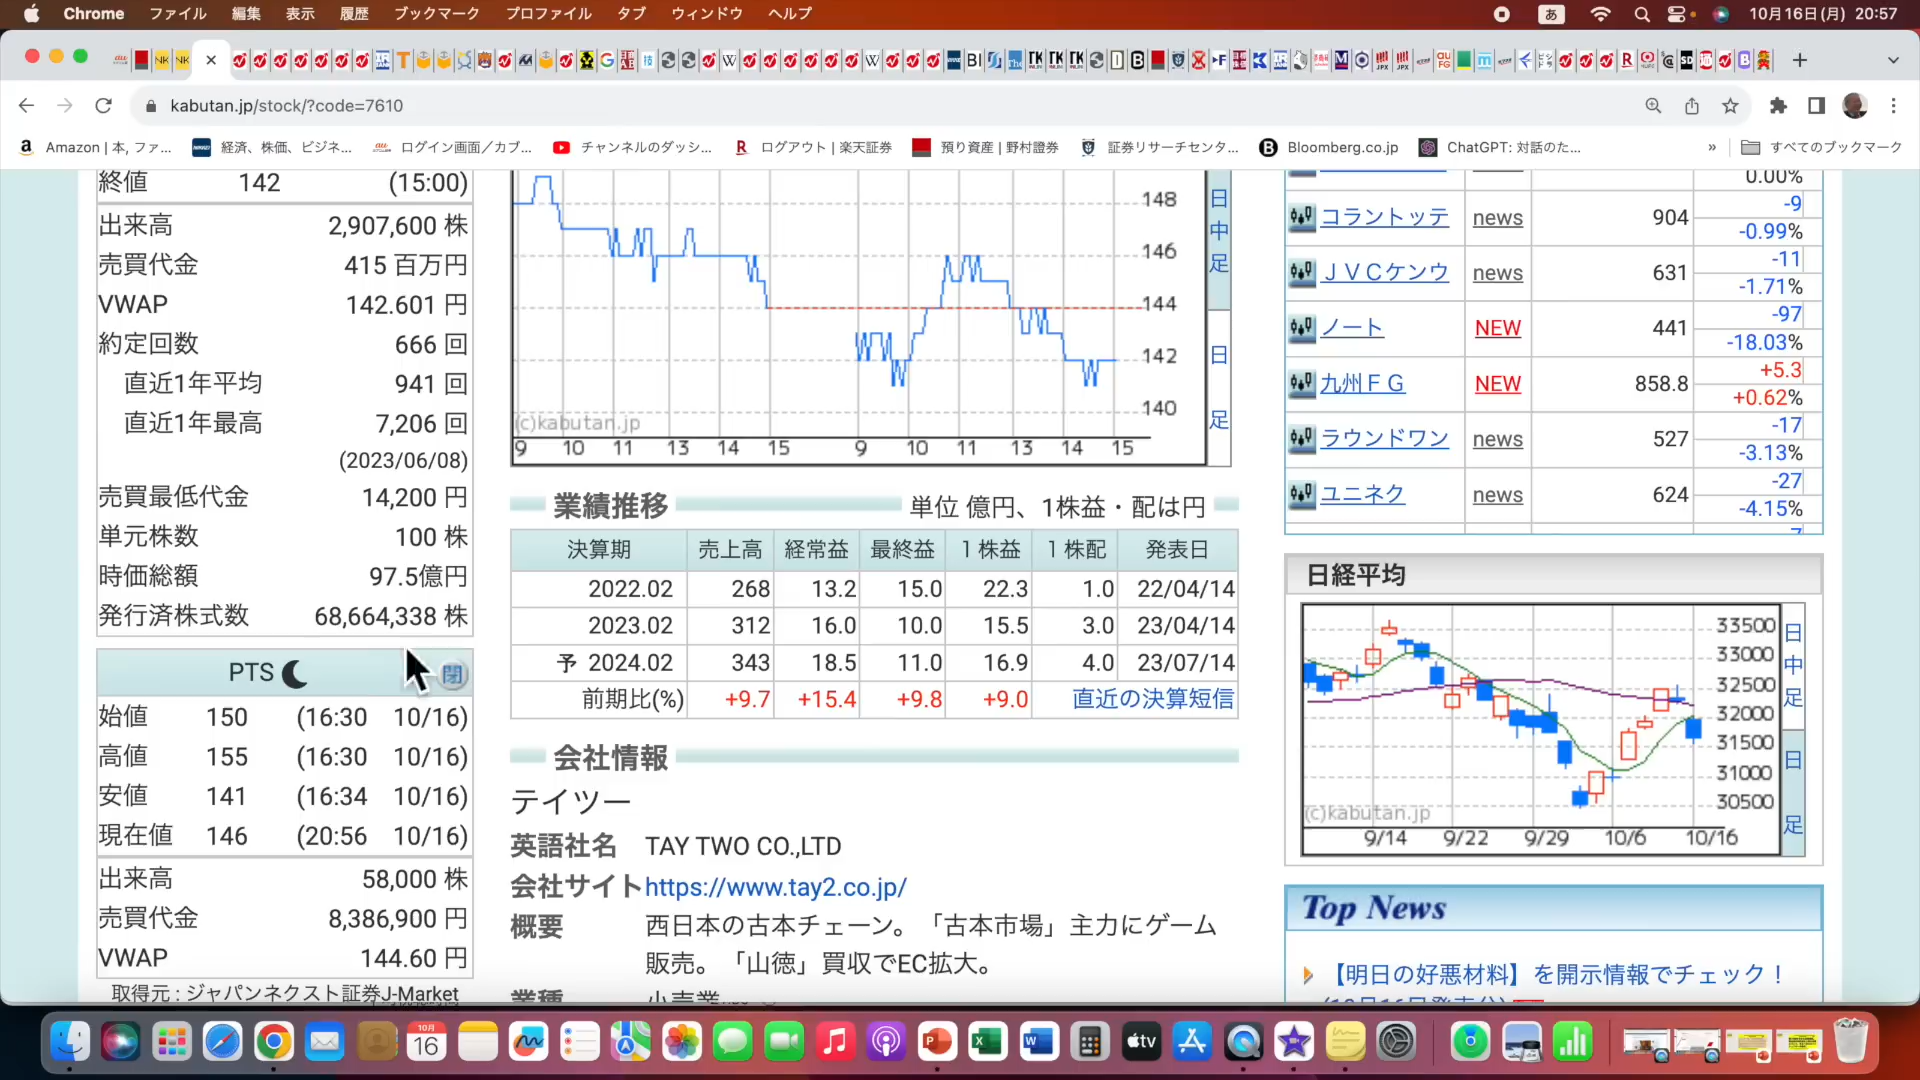 Chrome ファイル 編集 表示 履歴 ブックマーク プロファイル タブ ウィンドウ ヘルプ
あ 10月16日(月) 20:57
kabutan.jp/stock/?code=7610
Amazon | 本, ファ... 経済、株価、ビジネ... ログイン画面／カブ... チャンネルのダッシ... ログアウト | 楽天証券 預り資産 | 野村證券 証券リサーチセンタ... Bloomberg.co.jp ChatGPT: 対話のた... » すべてのブックマーク
終値 142 (15:00)
出来高 2,907,600 株
売買代金 415 百万円
VWAP 142.601 円
約定回数 666 回
直近1年平均 941 回
直近1年最高 7,206 回
(2023/06/08)
売買最低代金 14,200 円
単元株数 100 株
時価総額 97.5億円
発行済株式数 68,664,338 株
PTS 閉
始値 150 (16:30 10/16)
高値 155 (16:30 10/16)
安値 141 (16:34 10/16)
現在値 146 (20:56 10/16)
出来高 58,000 株
売買代金 8,386,900 円
VWAP 144.60 円
取得元 : ジャパンネクスト証券J-Market
148
146
144
142
140
(c)kabutan.jp
9 10 11 13 14 15 9 10 11 13 14 15
日中足
日足
業績推移 単位 億円、1株益・配は円
決算期 売上高 経常益 最終益 1株益 1株配 発表日
2022.02 268 13.2 15.0 22.3 1.0 22/04/14
2023.02 312 16.0 10.0 15.5 3.0 23/04/14
予 2024.02 343 18.5 11.0 16.9 4.0 23/07/14
前期比(%) +9.7 +15.4 +9.8 +9.0 直近の決算短信
会社情報
テイツー
英語社名 TAY TWO CO.,LTD
会社サイト https://www.tay2.co.jp/
概要 西日本の古本チェーン。「古本市場」主力にゲーム
販売。「山徳」買収でEC拡大。
業種 小売業
0.00%
コラントッテ news 904 -9
-0.99%
ＪＶＣケンウ news 631 -11
-1.71%
ノート NEW 441 -97
-18.03%
九州ＦＧ NEW 858.8 +5.3
+0.62%
ラウンドワン news 527 -17
-3.13%
ユニネク news 624 -27
-4.15%
日経平均
33500
33000
32500
32000
31500
31000
30500
(c)kabutan.jp
9/14 9/22 9/29 10/6 10/16
日中足
日足
Top News
【明日の好悪材料】を開示情報でチェック！
(10月16日発表分)
10月
16
tv